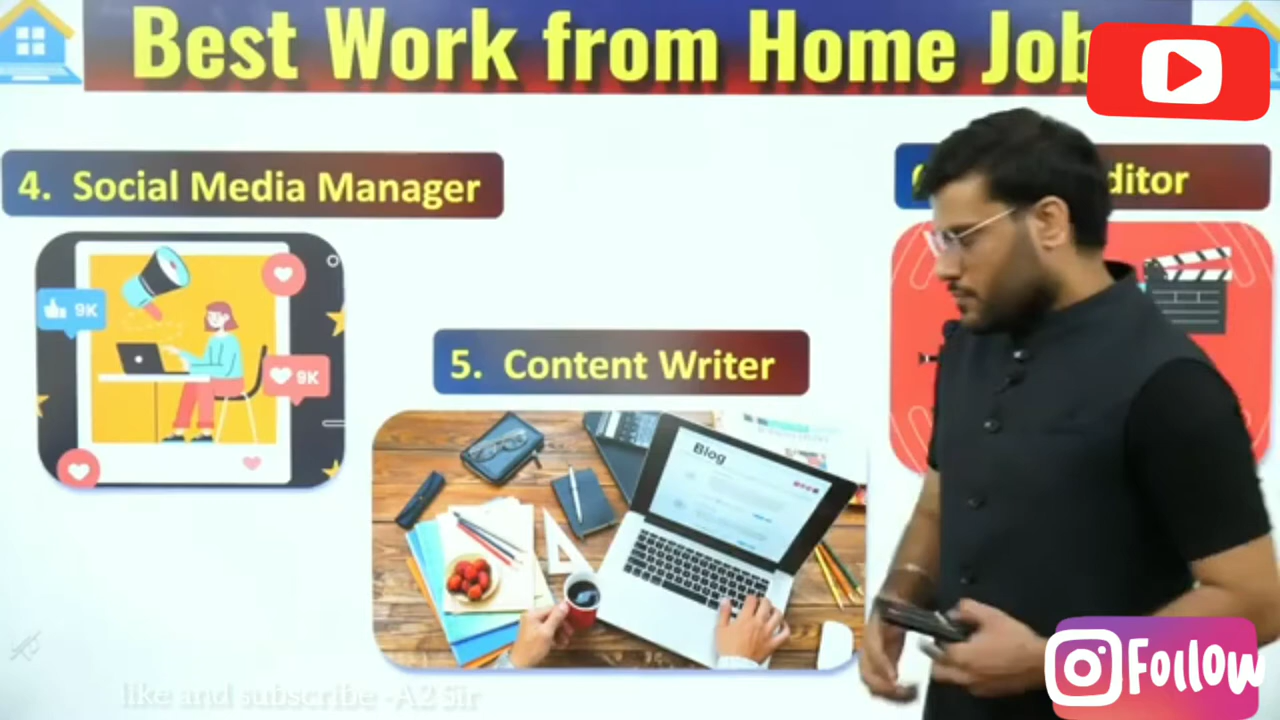 Best Work from Home Job
4. Social Media Manager
ditor
9K
5. Content Writer
9K
Blog
like and subscribe -A2 Sir
Follow